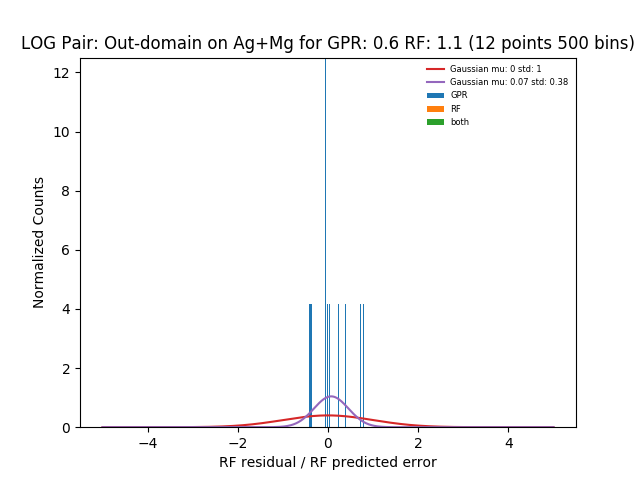 LOG Pair: Out-domain on Ag+Mg for GPR: 0.6 RF: 1.1 (12 points 500 bins)
Gaussian mu: 0 std: 1
Gaussian mu: 0.07 std: 0.38
GPR
RF
both
Normalized Counts
12
10
8
6
4
2
0
−4
−2
0
2
4
RF residual / RF predicted error